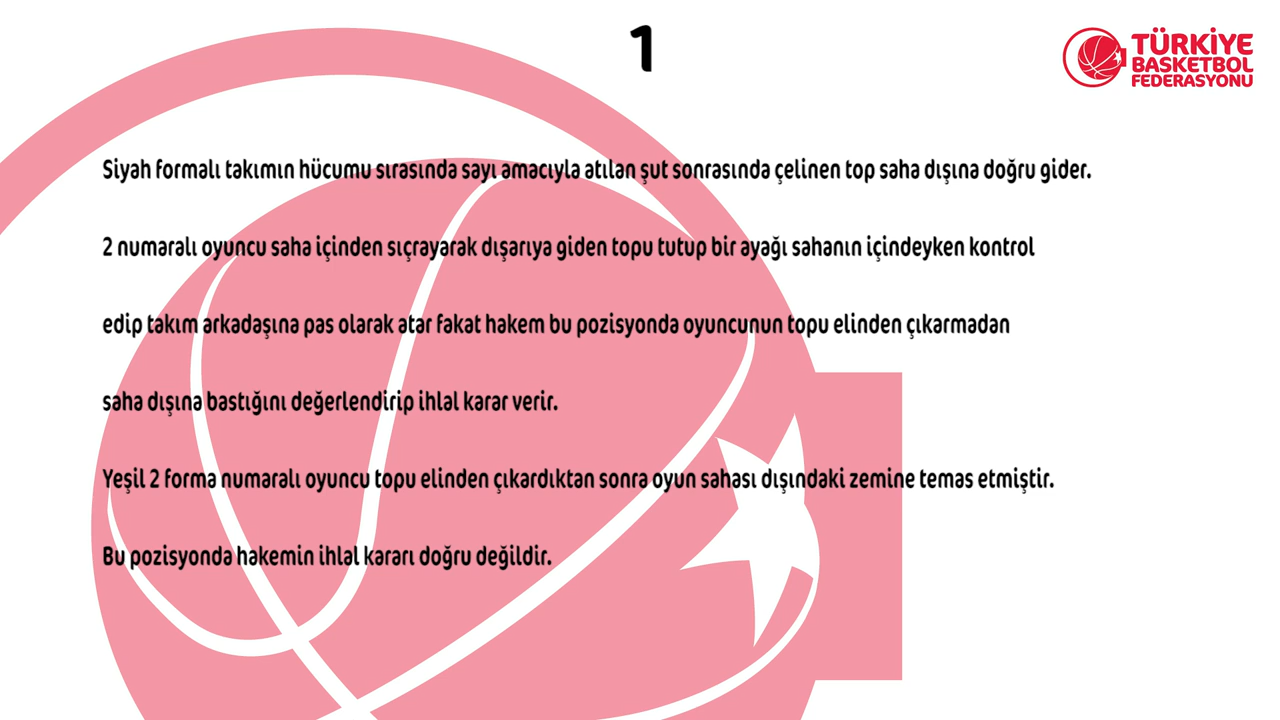 1
TÜRKİYE
BASKETBOL
FEDERASYONU
Siyah formalı takımın hücumu sırasında sayı amacıyla atılan şut sonrasında çelinen top saha dışına doğru gider.
2 numaralı oyuncu saha içinden sıçrayarak dışarıya giden topu tutup bir ayağı sahanın içindeyken kontrol
edip takım arkadaşına pas olarak atar fakat hakem bu pozisyonda oyuncunun topu elinden çıkarmadan
saha dışına bastığını değerlendirip ihlal karar verir.
Yeşil 2 forma numaralı oyuncu topu elinden çıkardıktan sonra oyun sahası dışındaki zemine temas etmiştir.
Bu pozisyonda hakemin ihlal kararı doğru değildir.